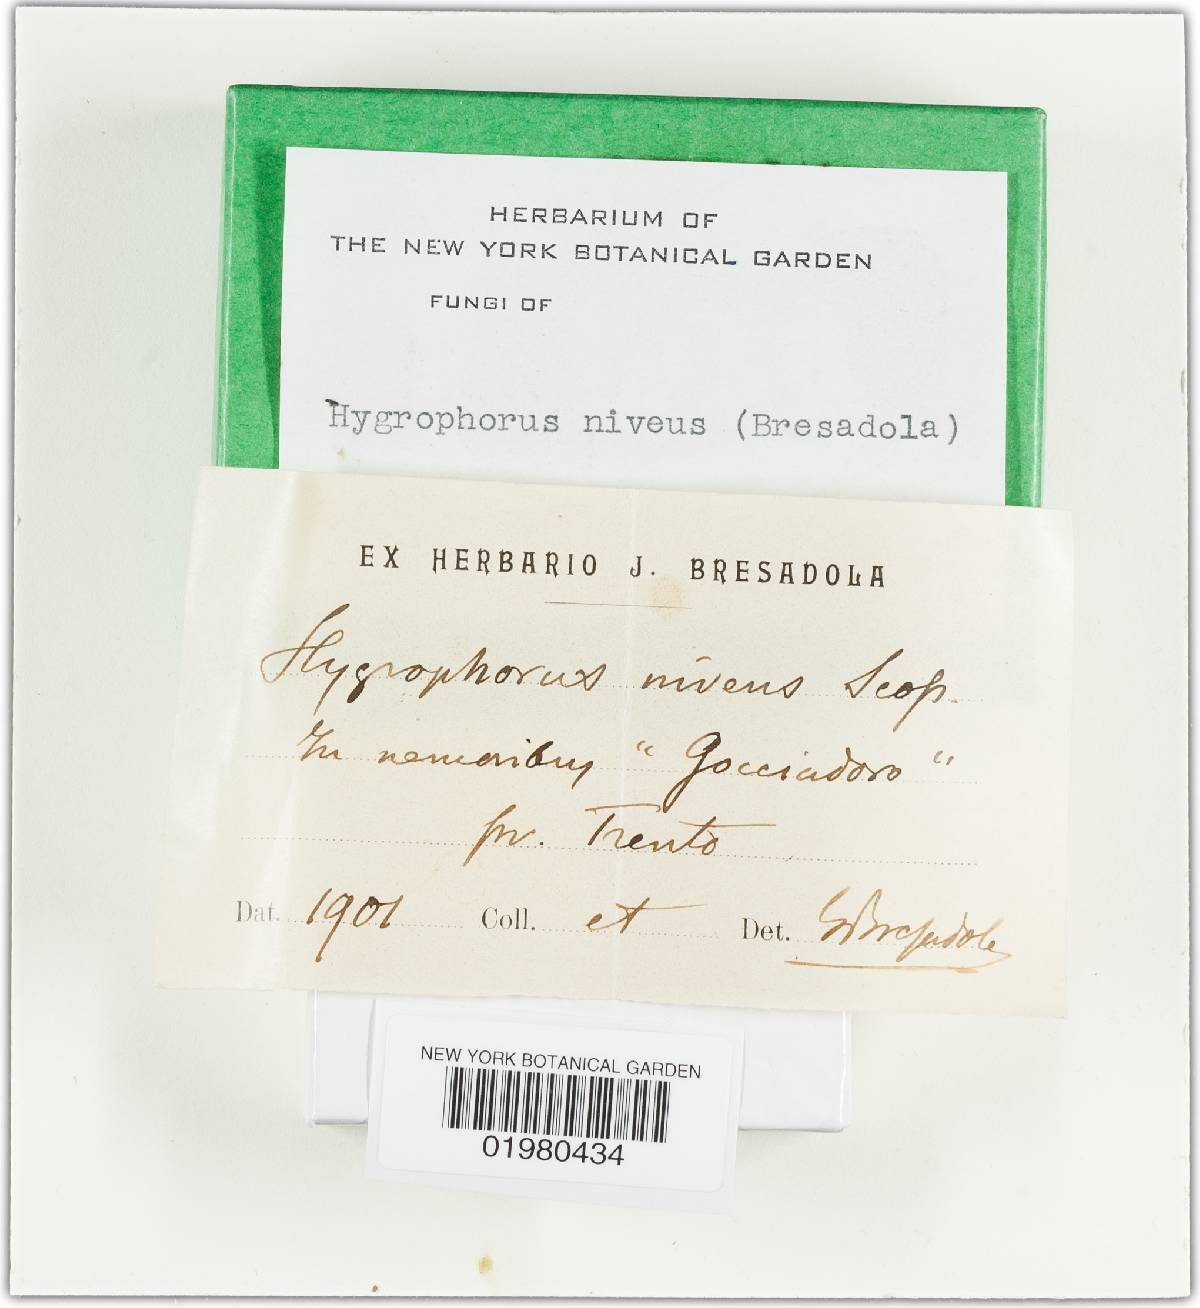 HERBARIUM OF
THE NEW YORK BOTANICAL GARDEN
FUNGI OF
Hygrophorus niveus (Bresadola)
EX HERBARIO J. BRESADOLA
Hygrophorus niveus Scop.
In nemoribus "Gocciadoro"
pr. Trento
Dat. 1901 Coll. et Det. GBresadola
NEW YORK BOTANICAL GARDEN
01980434